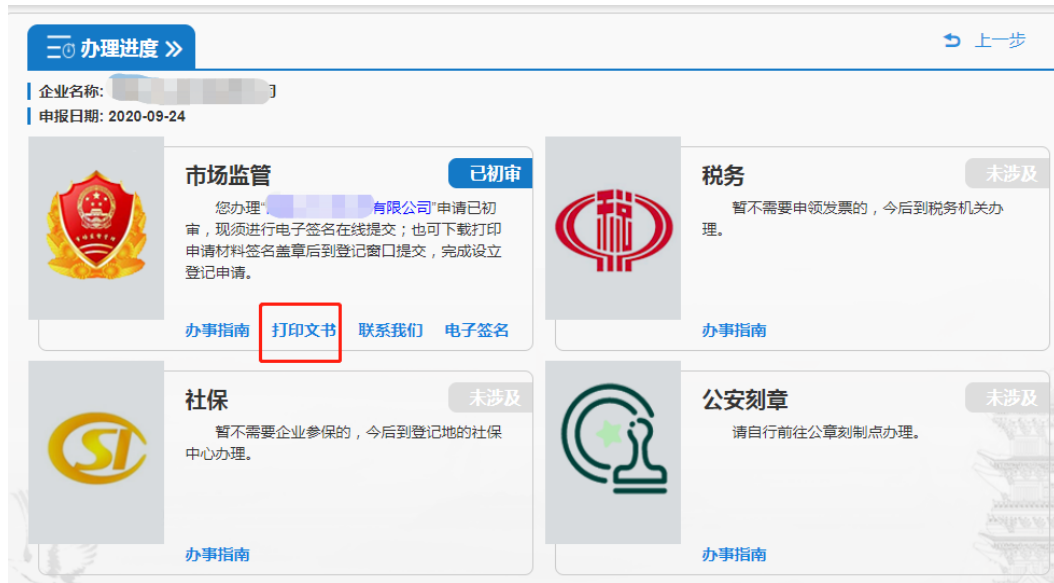 办理进度
上一步
企业名称:
申报日期: 2020-09-24
市场监管
已初审
您办理“有限公司”申请已初
审，现须进行电子签名在线提交；也可下载打印
申请材料签名盖章后到登记窗口提交，完成设立
登记申请。
办事指南 打印文书 联系我们 电子签名
税务
未涉及
暂不需要申领发票的，今后到税务机关办
理。
办事指南
社保
未涉及
暂不需要企业参保的，今后到登记地的社保
中心办理。
办事指南
公安刻章
未涉及
请自行前往公章刻制点办理。
办事指南